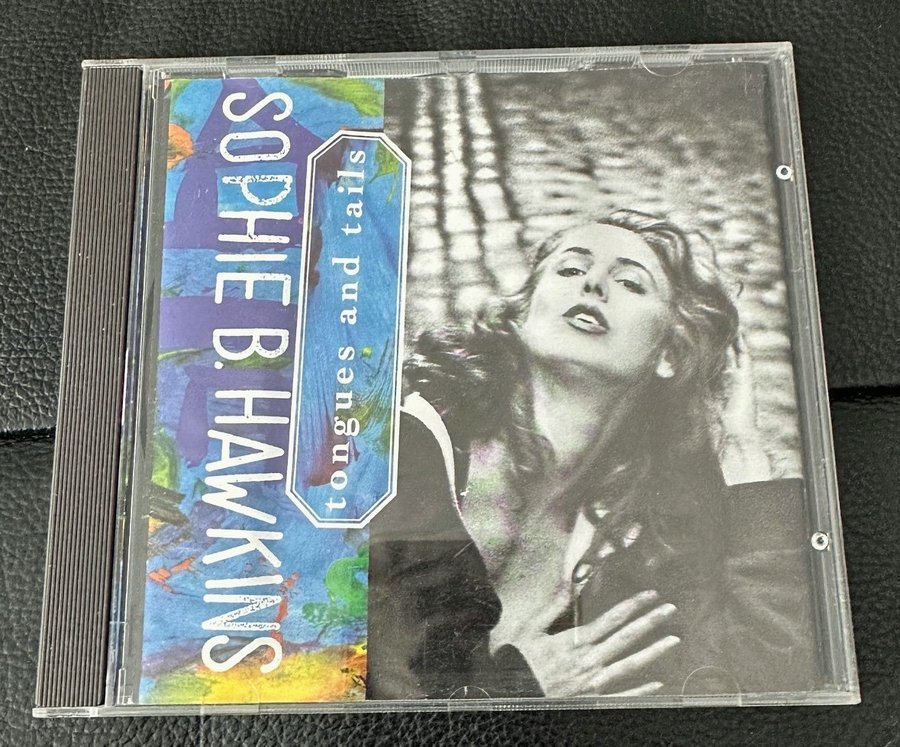 SOPHIE B. HAWKINS
tongues and tails